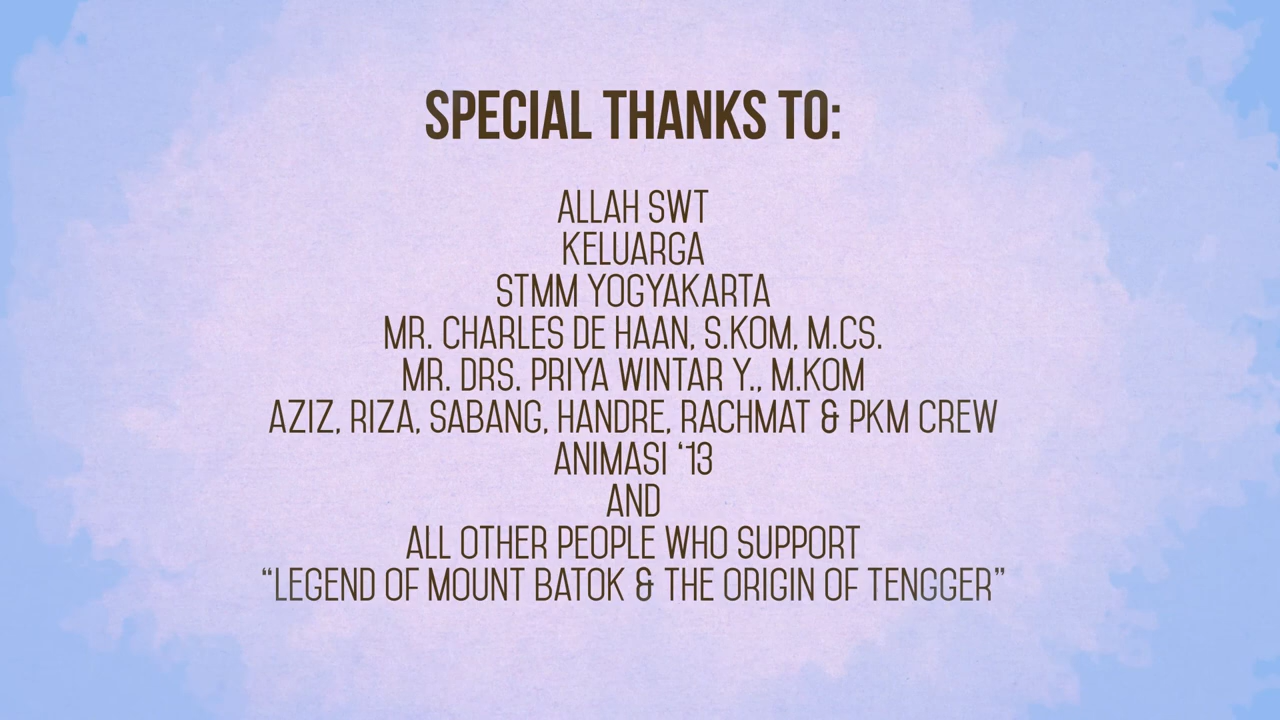 SPECIAL THANKS TO:
ALLAH SWT
KELUARGA
STMM YOGYAKARTA
MR. CHARLES DE HAAN, S.KOM, M.CS.
MR. DRS. PRIYA WINTAR Y., M.KOM
AZIZ, RIZA, SABANG, HANDRE, RACHMAT & PKM CREW
ANIMASI ‘13
AND
ALL OTHER PEOPLE WHO SUPPORT
“LEGEND OF MOUNT BATOK & THE ORIGIN OF TENGGER”